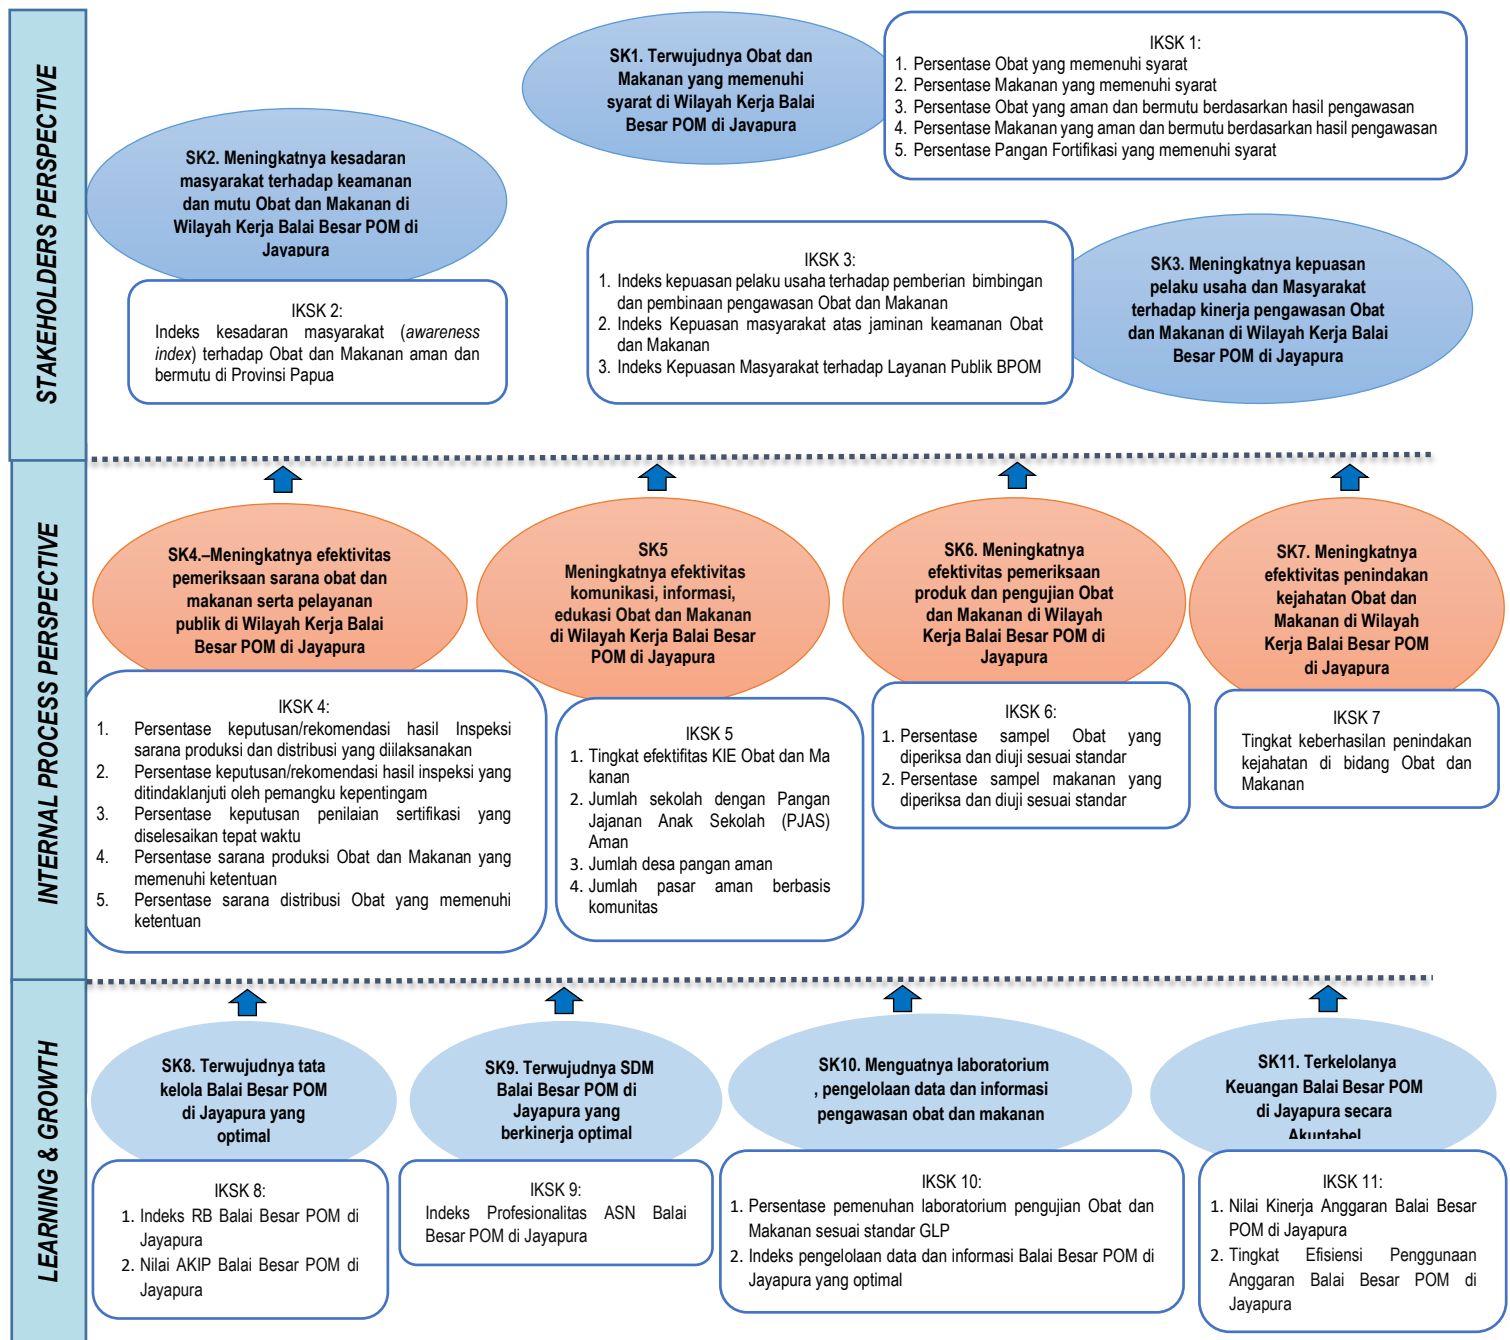 STAKEHOLDERS PERSPECTIVE
SK1. Terwujudnya Obat dan
Makanan yang memenuhi
syarat di Wilayah Kerja Balai
Besar POM di Jayapura
IKSK 1:
1. Persentase Obat yang memenuhi syarat
2. Persentase Makanan yang memenuhi syarat
3. Persentase Obat yang aman dan bermutu berdasarkan hasil pengawasan
4. Persentase Makanan yang aman dan bermutu berdasarkan hasil pengawasan
5. Persentase Pangan Fortifikasi yang memenuhi syarat
SK2. Meningkatnya kesadaran
masyarakat terhadap keamanan
dan mutu Obat dan Makanan di
Wilayah Kerja Balai Besar POM di
Jayapura
IKSK 2:
Indeks kesadaran masyarakat (awareness
index) terhadap Obat dan Makanan aman dan
bermutu di Provinsi Papua
IKSK 3:
1. Indeks kepuasan pelaku usaha terhadap pemberian bimbingan
dan pembinaan pengawasan Obat dan Makanan
2. Indeks Kepuasan masyarakat atas jaminan keamanan Obat
dan Makanan
3. Indeks Kepuasan Masyarakat terhadap Layanan Publik BPOM
SK3. Meningkatnya kepuasan
pelaku usaha dan Masyarakat
terhadap kinerja pengawasan Obat
dan Makanan di Wilayah Kerja Balai
Besar POM di Jayapura
INTERNAL PROCESS PERSPECTIVE
SK4.–Meningkatnya efektivitas
pemeriksaan sarana obat dan
makanan serta pelayanan
publik di Wilayah Kerja Balai
Besar POM di Jayapura
IKSK 4:
1. Persentase keputusan/rekomendasi hasil Inspeksi
sarana produksi dan distribusi yang diilaksanakan
2. Persentase keputusan/rekomendasi hasil inspeksi yang
ditindaklanjuti oleh pemangku kepentingam
3. Persentase keputusan penilaian sertifikasi yang
diselesaikan tepat waktu
4. Persentase sarana produksi Obat dan Makanan yang
memenuhi ketentuan
5. Persentase sarana distribusi Obat yang memenuhi
ketentuan
SK5
Meningkatnya efektivitas
komunikasi, informasi,
edukasi Obat dan Makanan
di Wilayah Kerja Balai Besar
POM di Jayapura
IKSK 5
1. Tingkat efektifitas KIE Obat dan Ma
kanan
2. Jumlah sekolah dengan Pangan
Jajanan Anak Sekolah (PJAS)
Aman
3. Jumlah desa pangan aman
4. Jumlah pasar aman berbasis
komunitas
SK6. Meningkatnya
efektivitas pemeriksaan
produk dan pengujian Obat
dan Makanan di Wilayah
Kerja Balai Besar POM di
Jayapura
IKSK 6:
1. Persentase sampel Obat yang
diperiksa dan diuji sesuai standar
2. Persentase sampel makanan yang
diperiksa dan diuji sesuai standar
SK7. Meningkatnya
efektivitas penindakan
kejahatan Obat dan
Makanan di Wilayah
Kerja Balai Besar POM
di Jayapura
IKSK 7
Tingkat keberhasilan penindakan
kejahatan di bidang Obat dan
Makanan
LEARNING & GROWTH
SK8. Terwujudnya tata
kelola Balai Besar POM
di Jayapura yang
optimal
IKSK 8:
1. Indeks RB Balai Besar POM di
Jayapura
2. Nilai AKIP Balai Besar POM di
Jayapura
SK9. Terwujudnya SDM
Balai Besar POM di
Jayapura yang
berkinerja optimal
IKSK 9:
Indeks Profesionalitas ASN Balai
Besar POM di Jayapura
SK10. Menguatnya laboratorium
, pengelolaan data dan informasi
pengawasan obat dan makanan
IKSK 10:
1. Persentase pemenuhan laboratorium pengujian Obat dan
Makanan sesuai standar GLP
2. Indeks pengelolaan data dan informasi Balai Besar POM di
Jayapura yang optimal
SK11. Terkelolanya
Keuangan Balai Besar POM
di Jayapura secara
Akuntabel
IKSK 11:
1. Nilai Kinerja Anggaran Balai Besar
POM di Jayapura
2. Tingkat Efisiensi Penggunaan
Anggaran Balai Besar POM di
Jayapura